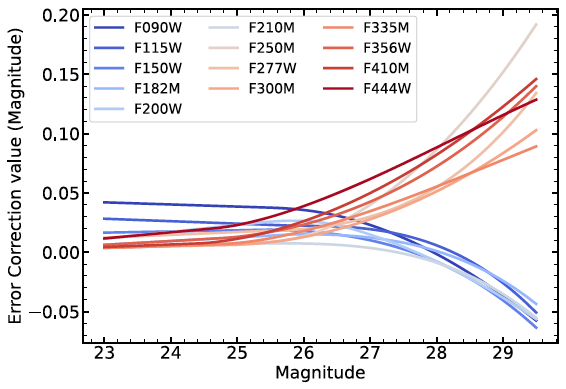 0.20
0.15
0.10
0.05
0.00
−0.05
Error Correction value (Magnitude)
F090W
F115W
F150W
F182M
F200W
F210M
F250M
F277W
F300M
F335M
F356W
F410M
F444W
23 24 25 26 27 28 29
Magnitude